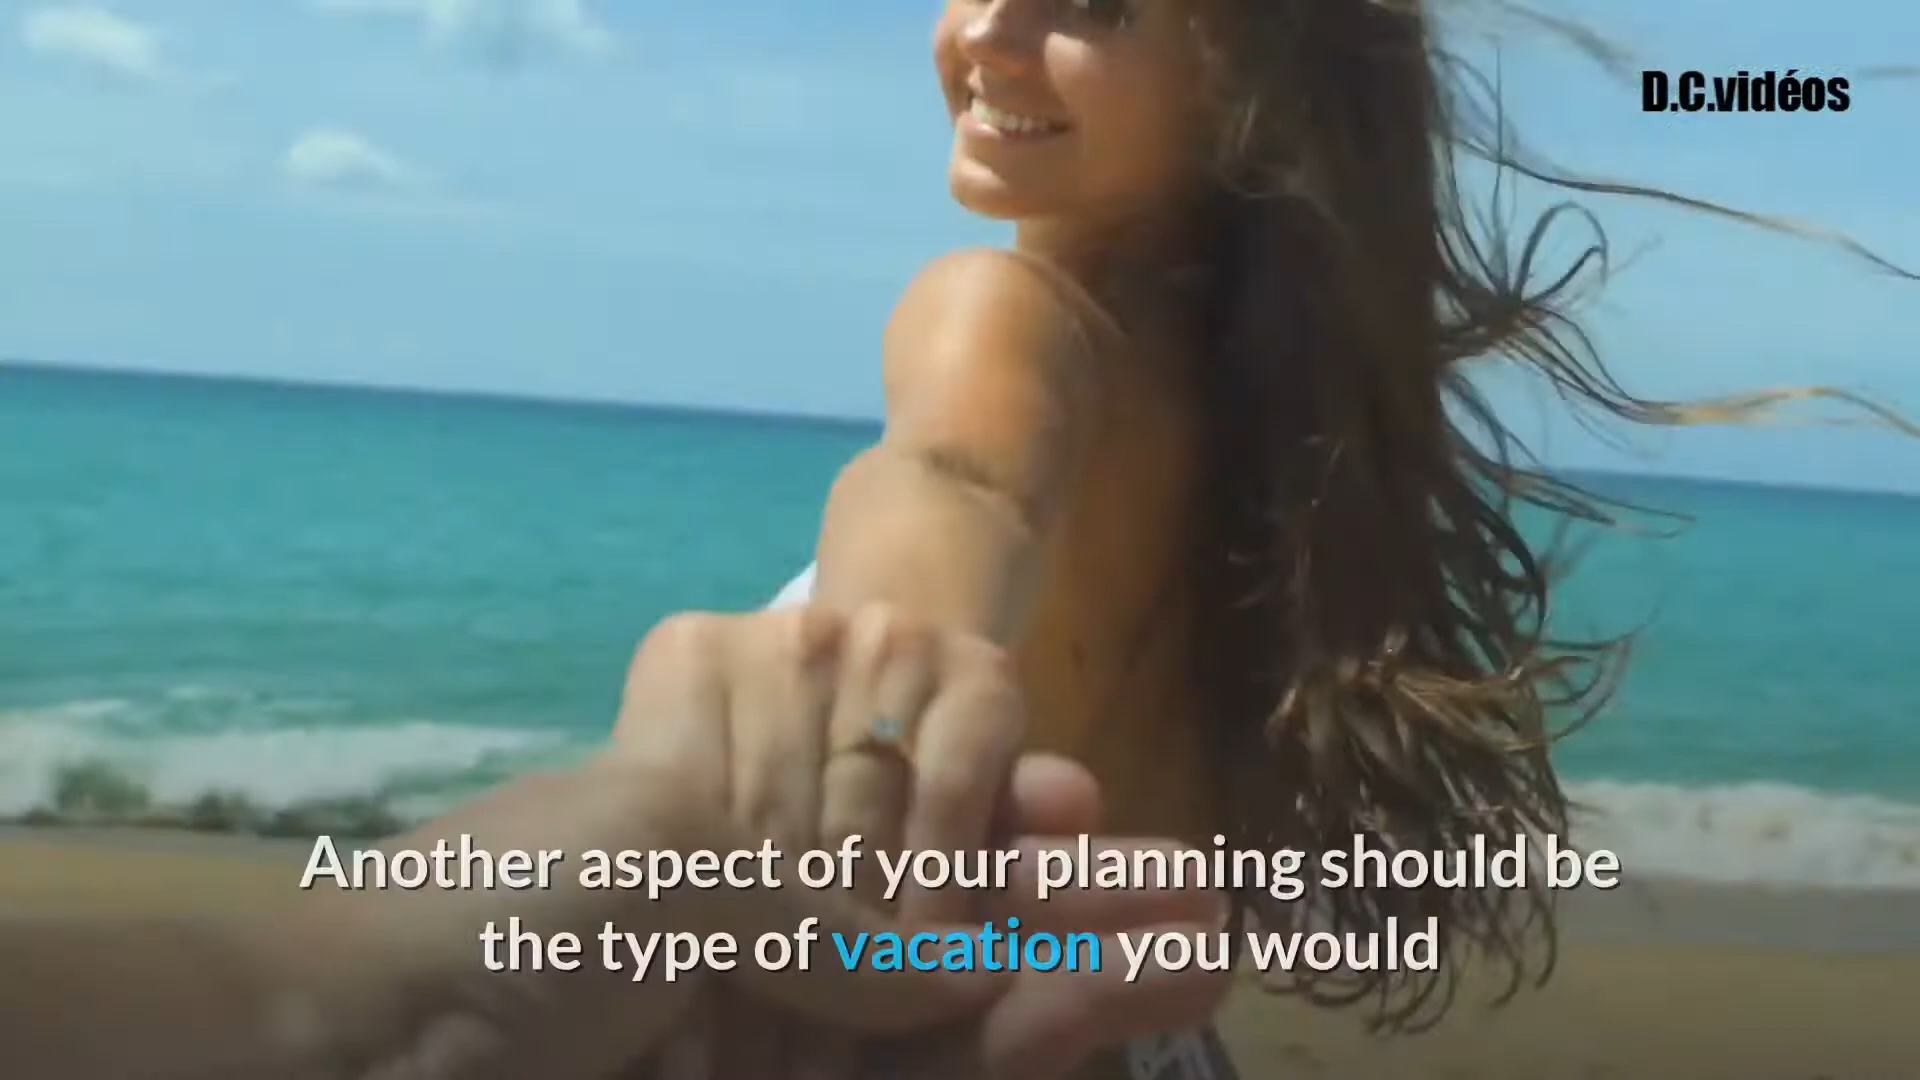 D.C.vidéos
Another aspect of your planning should be
the type of vacation you would